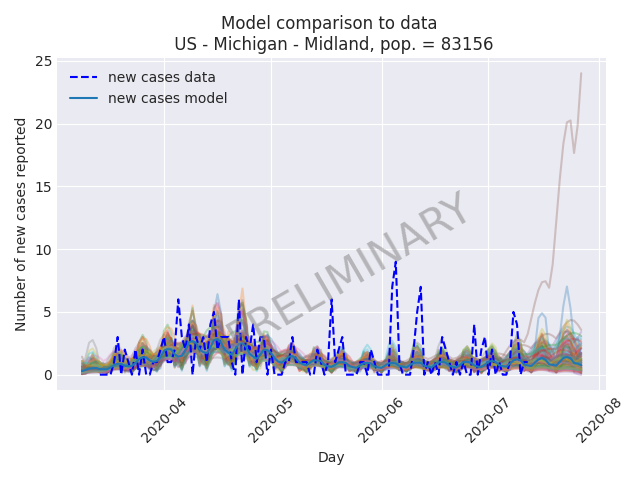 Model comparison to data
US - Michigan - Midland, pop. = 83156
25
20
15
10
5
0
Number of new cases reported
new cases data
new cases model
PRELIMINARY
2020-04
2020-05
2020-06
2020-07
2020-08
Day